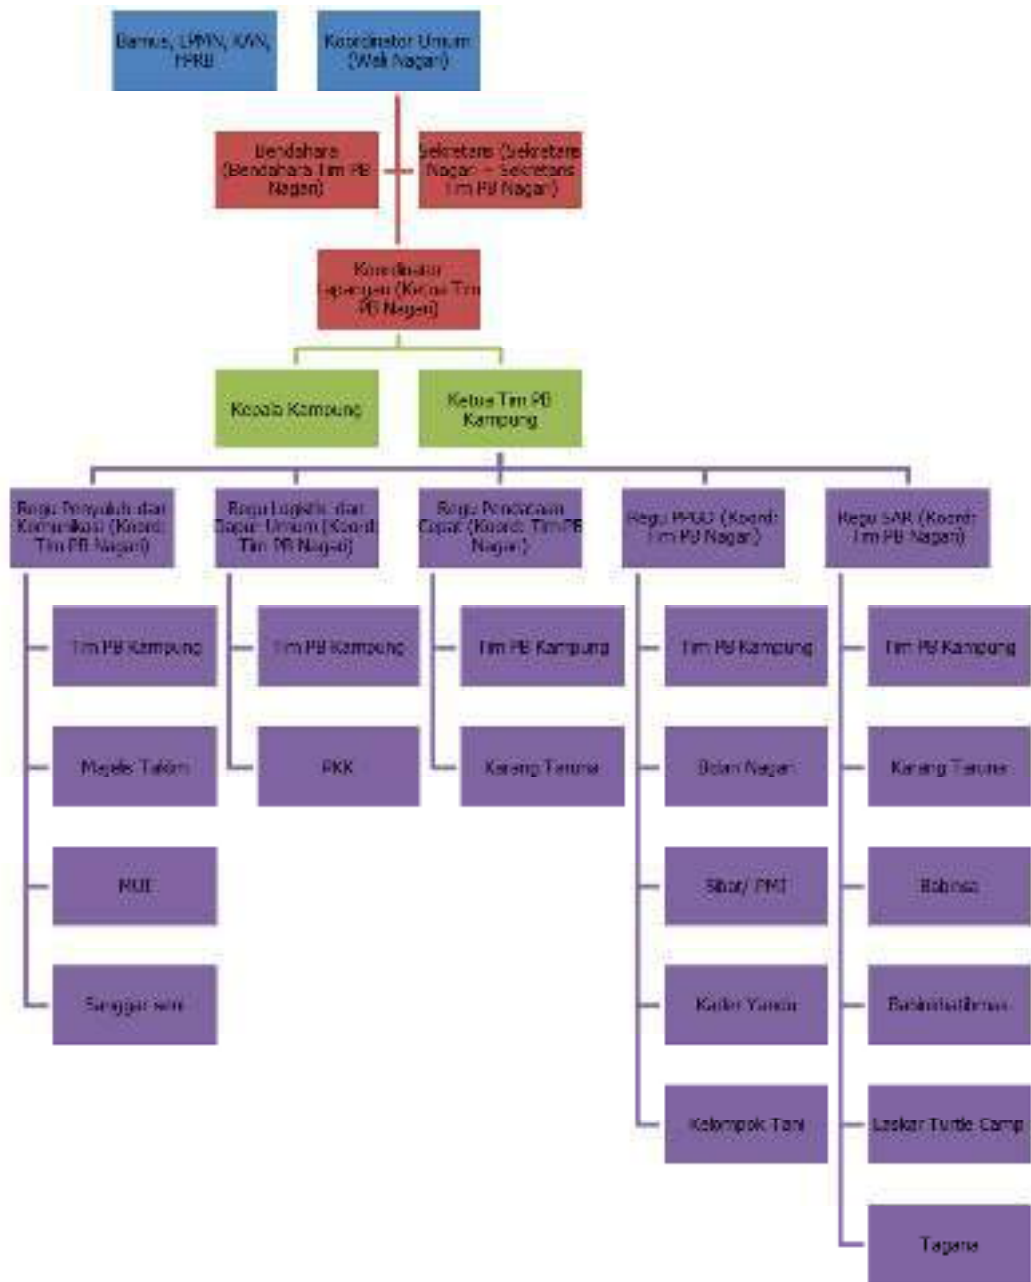 Bamus, LPMN, KAN,
FPRB
Koordinator Umum
(Wali Nagari)
Bendahara
(Bendahara Tim PB
Nagari)
Sekretaris (Sekretaris
Nagari – Sekretaris
Tim PB Nagari)
Koordinator
Lapangan (Ketua Tim
PB Nagari)
Kepala Kampung
Ketua Tim PB
Kampung
Regu Penyuluh dan
Komunikasi (Koord:
Tim PB Nagari)
Regu Logistik dan
Dapur Umum (Koord:
Tim PB Nagari)
Regu Pendataan
Cepat (Koord: Tim PB
Nagari)
Regu PPGD (Koord:
Tim PB Nagari)
Regu SAR (Koord:
Tim PB Nagari)
Tim PB Kampung
Tim PB Kampung
Tim PB Kampung
Tim PB Kampung
Tim PB Kampung
Majelis Taklim
PKK
Karang Taruna
Bidan Nagari
Karang Taruna
MUI
Sibat/ PMI
Babinsa
Sanggar seni
Kader Yandu
Babinkhatibmas
Kelompok Tani
Laskar Turtle Camp
Tagana